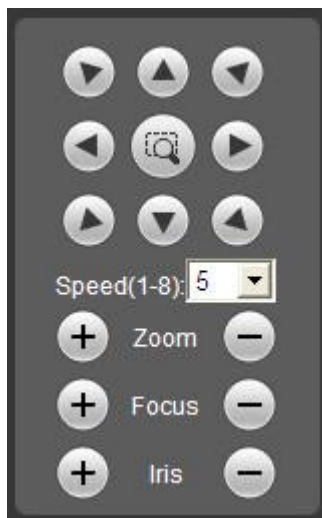 Speed(1-8): 5
+ Zoom −
+ Focus −
+ Iris −